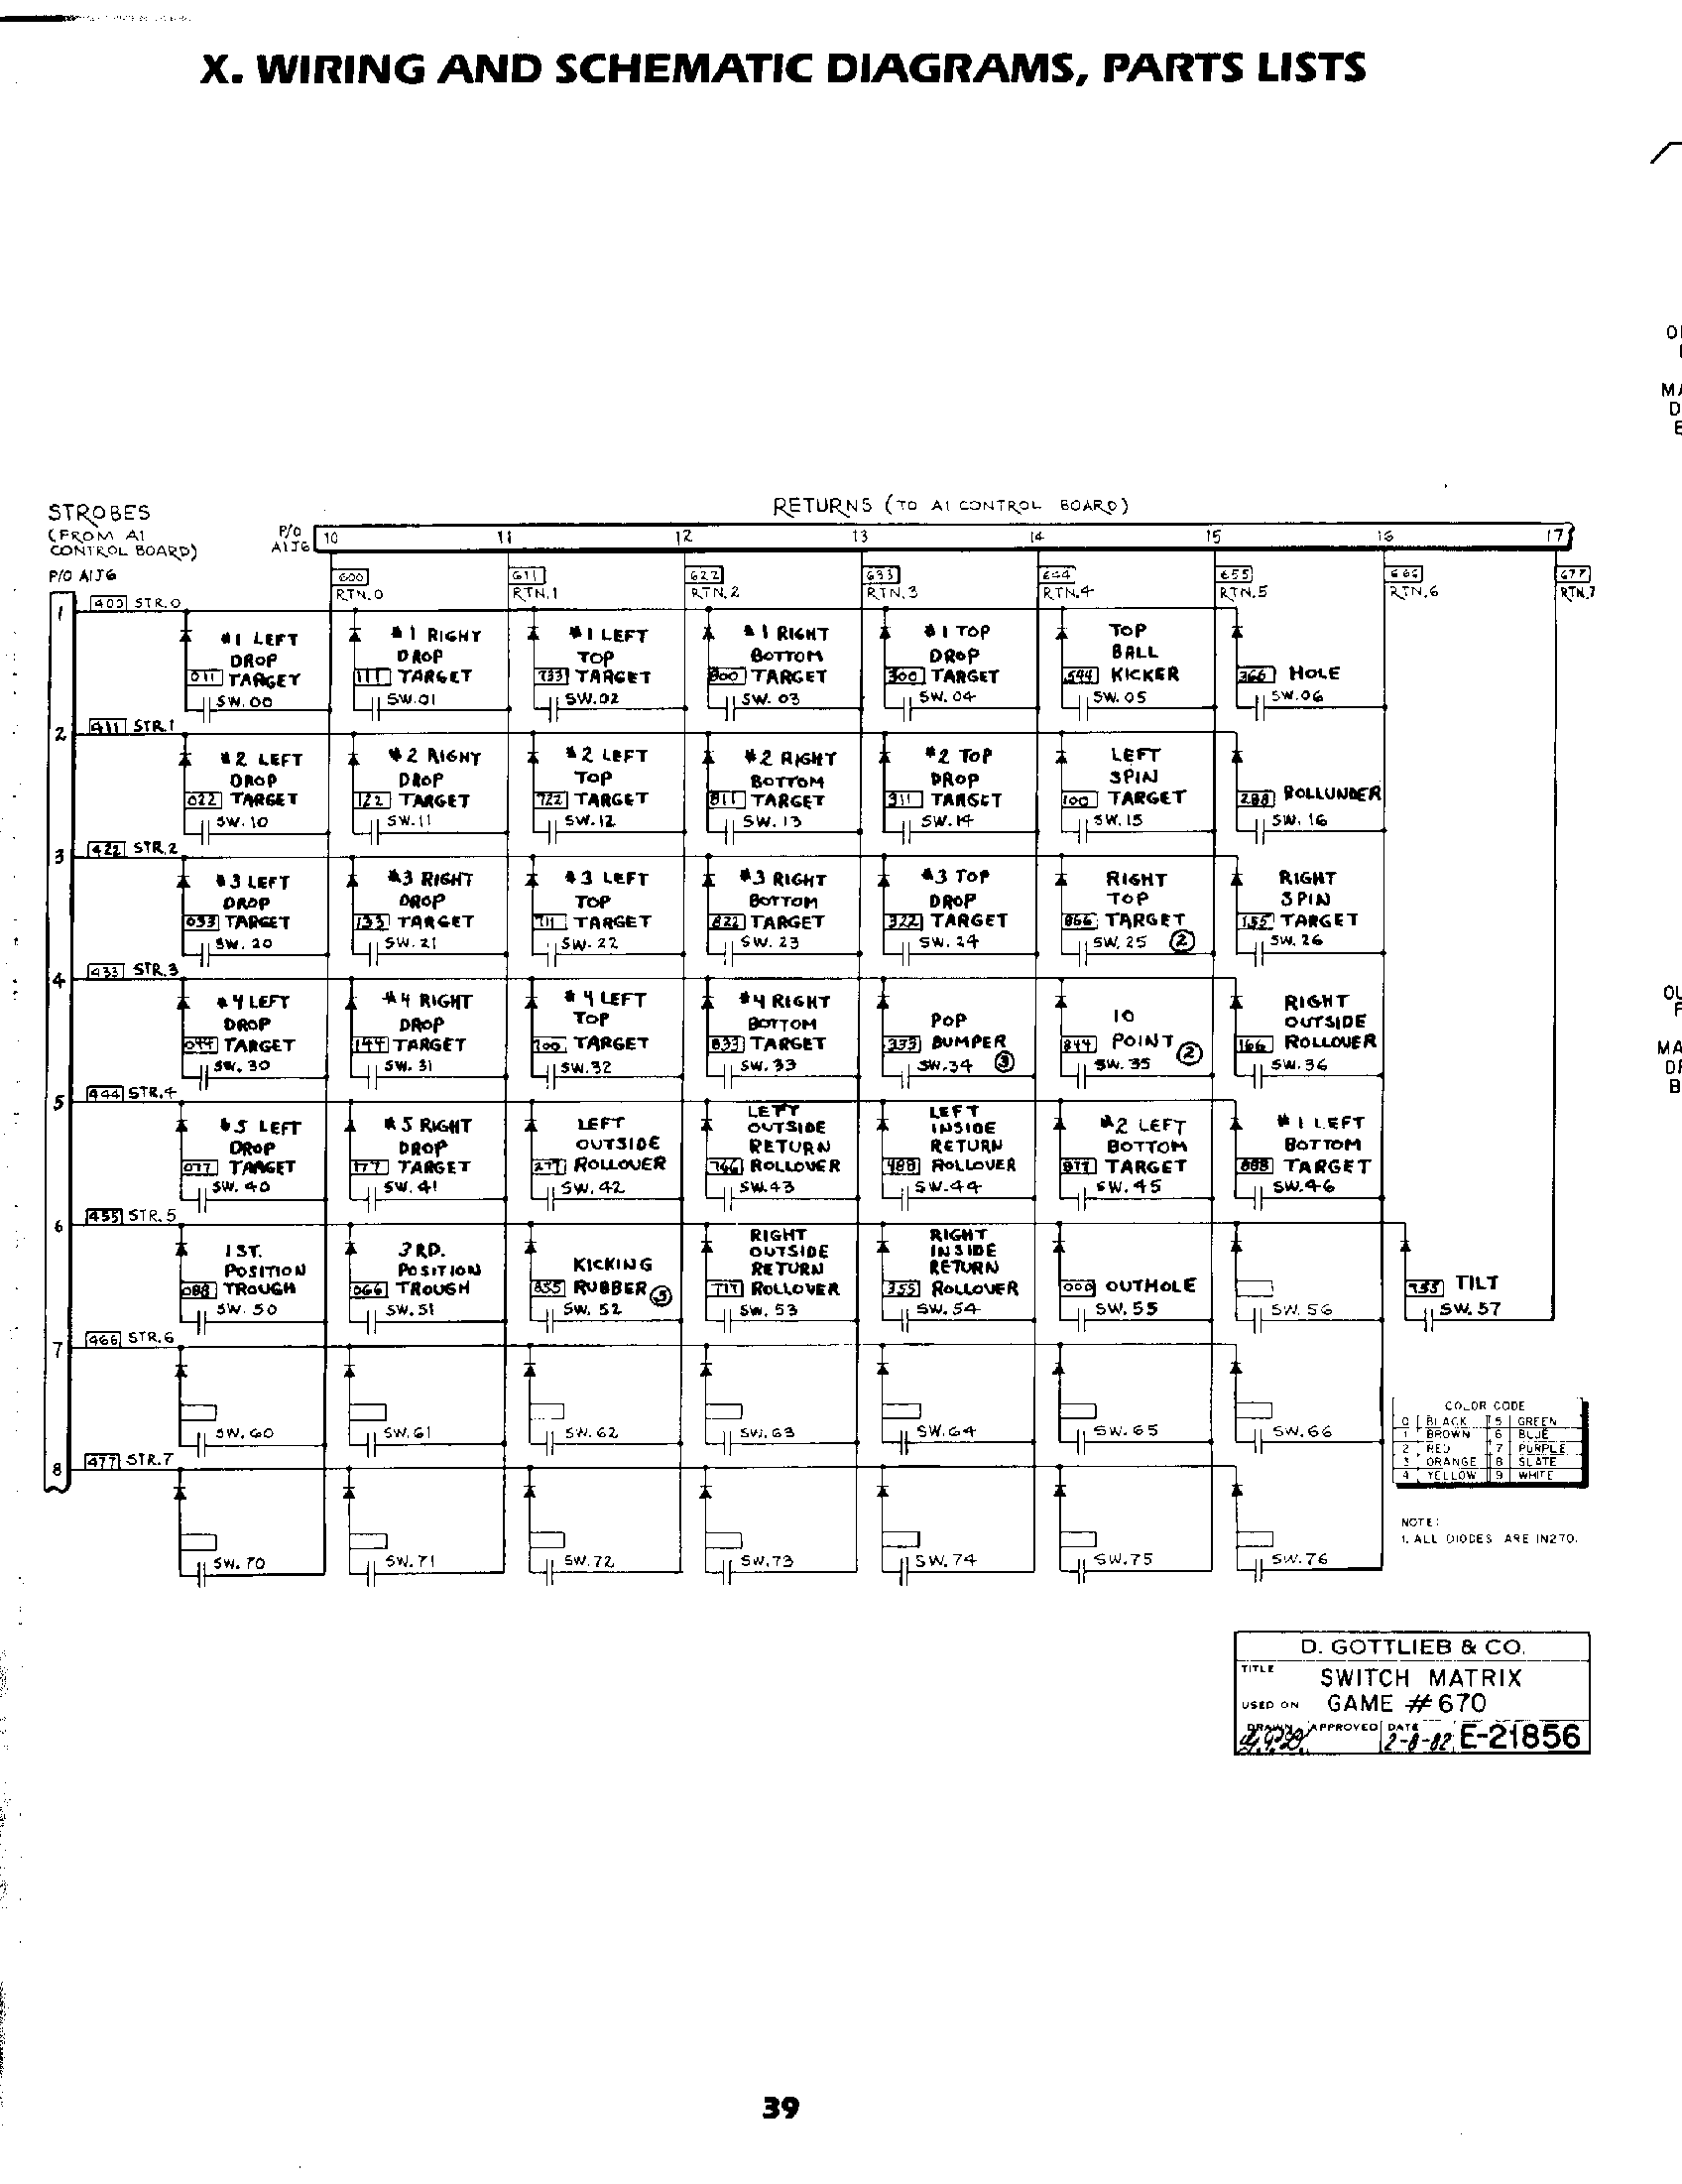 X. WIRING AND SCHEMATIC DIAGRAMS, PARTS LISTS
STROBES
(FROM A1
CONTROL BOARD)
P/O A1J6
RETURNS (TO A1 CONTROL BOARD)
P/O
A1J6
10 11 12 13 14 15 16 17
600 611 622 633 644 655 666 677
RTN.0 RTN.1 RTN.2 RTN.3 RTN.4 RTN.5 RTN.6 RTN.7
1 400 STR.0
#1 LEFT DROP TARGET 011 SW.00
#1 RIGHT DROP TARGET 111 SW.01
#1 LEFT TOP TARGET 733 SW.02
#1 RIGHT BOTTOM TARGET 800 SW.03
#1 TOP DROP TARGET 300 SW.04
TOP BALL KICKER 544 SW.05
HOLE 366 SW.06
2 411 STR.1
#2 LEFT DROP TARGET 022 SW.10
#2 RIGHT DROP TARGET 122 SW.11
#2 LEFT TOP TARGET 722 SW.12
#2 RIGHT BOTTOM TARGET 811 SW.13
#2 TOP DROP TARGET 311 SW.14
LEFT SPIN TARGET 100 SW.15
ROLLUNDER 288 SW.16
3 422 STR.2
#3 LEFT DROP TARGET 033 SW.20
#3 RIGHT DROP TARGET 133 SW.21
#3 LEFT TOP TARGET 711 SW.22
#3 RIGHT BOTTOM TARGET 822 SW.23
#3 TOP DROP TARGET 322 SW.24
RIGHT TOP TARGET 866 SW.25 2
RIGHT SPIN TARGET 155 SW.26
4 433 STR.3
#4 LEFT DROP TARGET 044 SW.30
#4 RIGHT DROP TARGET 144 SW.31
#4 LEFT TOP TARGET 700 SW.32
#4 RIGHT BOTTOM TARGET 833 SW.33
POP BUMPER 333 SW.34 3
10 POINT 844 SW.35 2
RIGHT OUTSIDE ROLLOVER 166 SW.36
5 444 STR.4
#5 LEFT DROP TARGET 077 SW.40
#5 RIGHT DROP TARGET 177 SW.41
LEFT OUTSIDE ROLLOVER 277 SW.42
LEFT OUTSIDE RETURN ROLLOVER 766 SW.43
LEFT INSIDE RETURN ROLLOVER 488 SW.44
#2 LEFT BOTTOM TARGET 877 SW.45
#1 LEFT BOTTOM TARGET 888 SW.46
6 455 STR.5
1ST. POSITION TROUGH 088 SW.50
3RD. POSITION TROUGH 066 SW.51
KICKING RUBBER 855 SW.52 5
RIGHT OUTSIDE RETURN ROLLOVER 777 SW.53
RIGHT INSIDE RETURN ROLLOVER 355 SW.54
OUTHOLE 000 SW.55
SW.56
TILT SW.57
7 466 STR.6
SW.60 SW.61 SW.62 SW.63 SW.64 SW.65 SW.66
8 477 STR.7
SW.70 SW.71 SW.72 SW.73 SW.74 SW.75 SW.76
COLOR CODE
0 BLACK 5 GREEN
1 BROWN 6 BLUE
2 RED 7 PURPLE
3 ORANGE 8 SLATE
4 YELLOW 9 WHITE
NOTE:
1. ALL DIODES ARE IN270.
D. GOTTLIEB & CO.
TITLE SWITCH MATRIX
USED ON GAME #670
DRAWN APPROVED DATE 2-8-82 E-21856
39